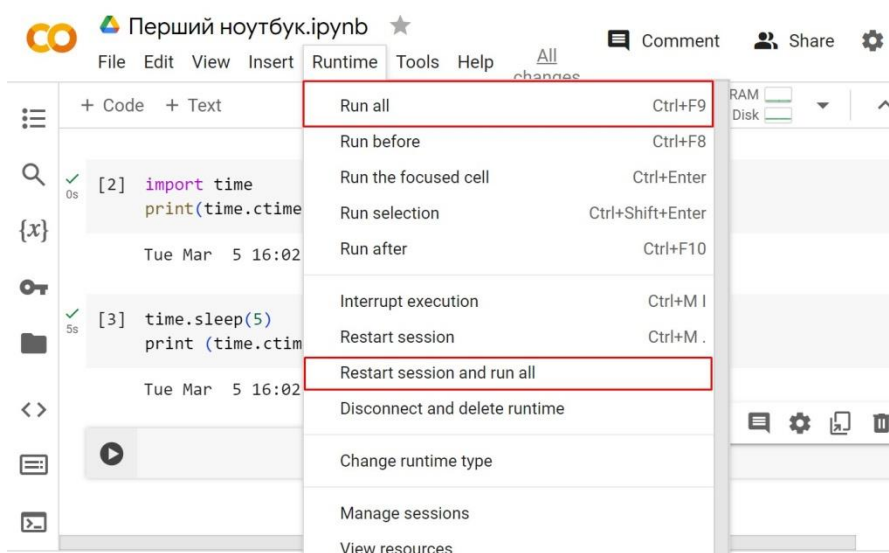 Перший ноутбук.ipynb
File Edit View Insert Runtime Tools Help All changes
Comment Share
+ Code + Text
RAM
Disk
Run all Ctrl+F9
Run before Ctrl+F8
Run the focused cell Ctrl+Enter
Run selection Ctrl+Shift+Enter
Run after Ctrl+F10
Interrupt execution Ctrl+M I
Restart session Ctrl+M .
Restart session and run all
Disconnect and delete runtime
Change runtime type
Manage sessions
View resources
{x}
0s [2] import time
print(time.ctime
Tue Mar 5 16:02
5s [3] time.sleep(5)
print (time.ctim
Tue Mar 5 16:02